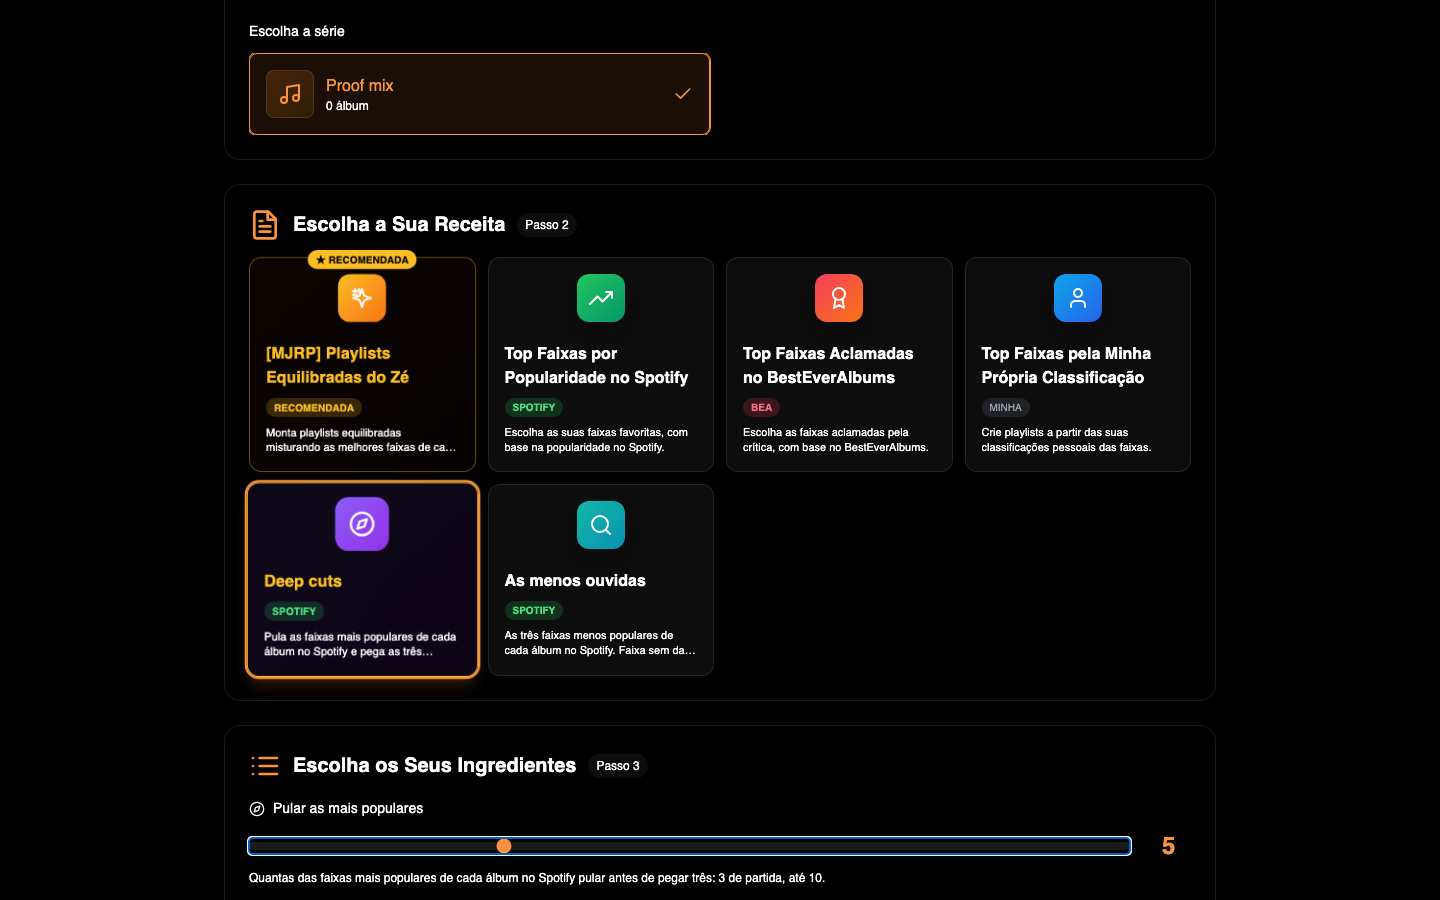 Escolha a série
Proof mix
0 álbum
Escolha a Sua Receita
Passo 2
★ RECOMENDADA
[MJRP] Playlists
Equilibradas do Zé
RECOMENDADA
Monta playlists equilibradas
misturando as melhores faixas de ca…
Top Faixas por
Popularidade no Spotify
SPOTIFY
Escolha as suas faixas favoritas, com
base na popularidade no Spotify.
Top Faixas Aclamadas
no BestEverAlbums
BEA
Escolha as faixas aclamadas pela
crítica, com base no BestEverAlbums.
Top Faixas pela Minha
Própria Classificação
MINHA
Crie playlists a partir das suas
classificações pessoais das faixas.
Deep cuts
SPOTIFY
Pula as faixas mais populares de cada
álbum no Spotify e pega as três…
As menos ouvidas
SPOTIFY
As três faixas menos populares de
cada álbum no Spotify. Faixa sem da…
Escolha os Seus Ingredientes
Passo 3
Pular as mais populares
5
Quantas das faixas mais populares de cada álbum no Spotify pular antes de pegar três: 3 de partida, até 10.